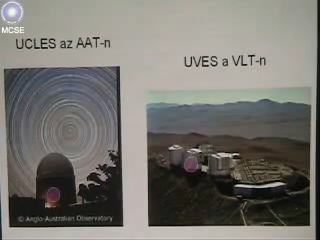 MCSE
UCLES az AAT-n
UVES a VLT-n
© Anglo-Australian Observatory